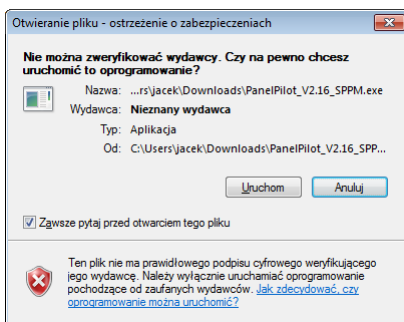 Otwieranie pliku - ostrzeżenie o zabezpieczeniach
Nie można zweryfikować wydawcy. Czy na pewno chcesz
uruchomić to oprogramowanie?
Nazwa: ...rs\jacek\Downloads\PanelPilot_V2.16_SPPM.exe
Wydawca: Nieznany wydawca
Typ: Aplikacja
Od: C:\Users\jacek\Downloads\PanelPilot_V2.16_SPP...
Uruchom Anuluj
Zawsze pytaj przed otwarciem tego pliku
Ten plik nie ma prawidłowego podpisu cyfrowego weryfikującego
jego wydawcę. Należy wyłącznie uruchamiać oprogramowanie
pochodzące od zaufanych wydawców. Jak zdecydować, czy
oprogramowanie można uruchomić?